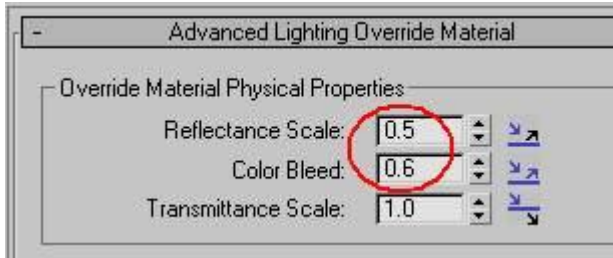 - Advanced Lighting Override Material
Override Material Physical Properties
Reflectance Scale: 0.5
Color Bleed: 0.6
Transmittance Scale: 1.0